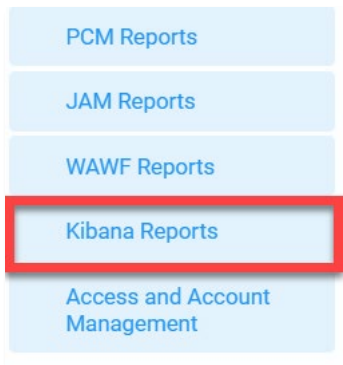 PCM Reports
JAM Reports
WAWF Reports
Kibana Reports
Access and Account
Management